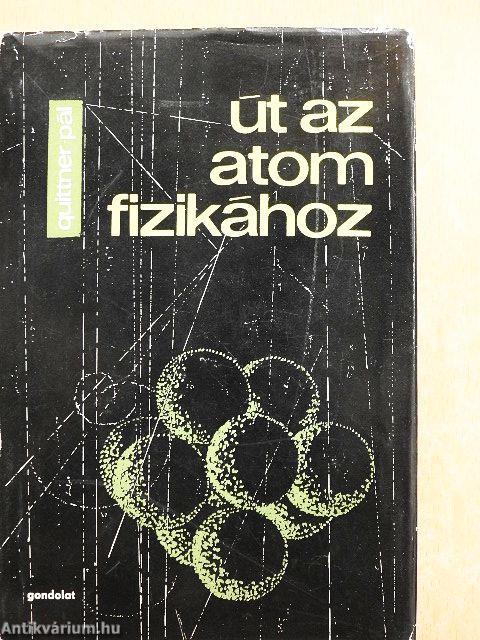 quittner pál
út az
atom
fizikához
gondolat
Antikvárium.hu